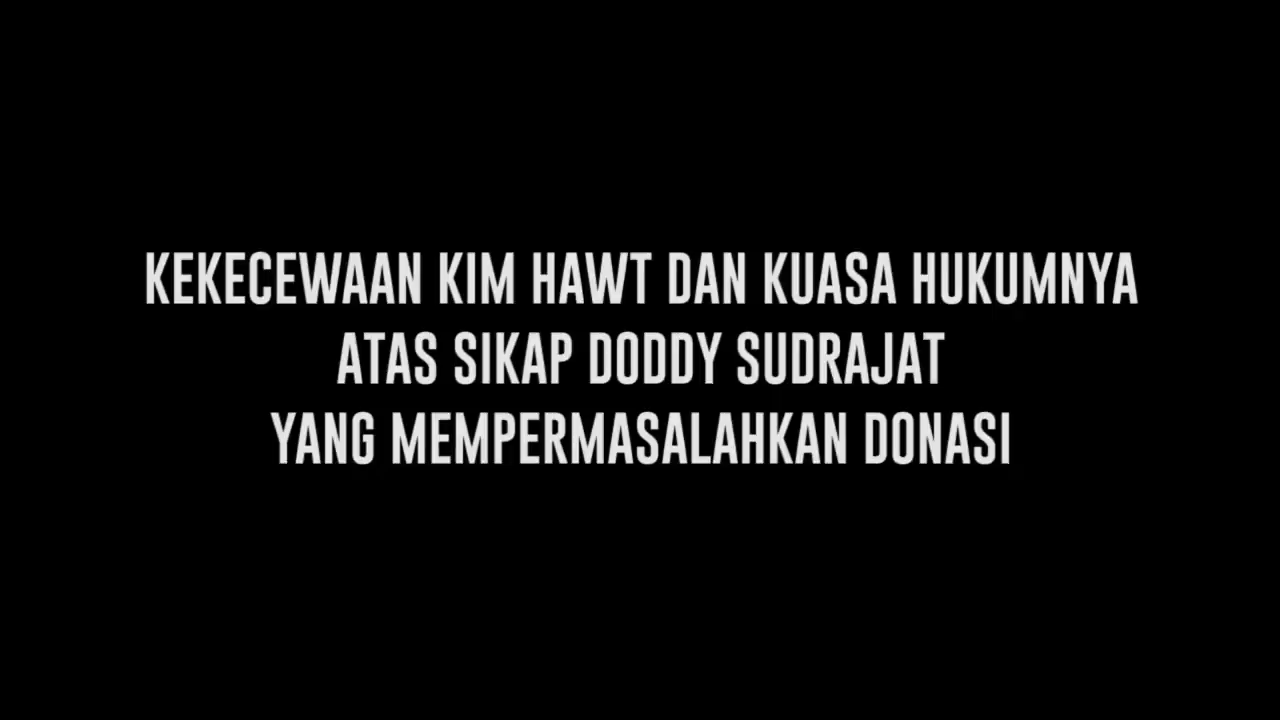 KEKECEWAAN KIM HAWT DAN KUASA HUKUMNYA
ATAS SIKAP DODDY SUDRAJAT
YANG MEMPERMASALAHKAN DONASI